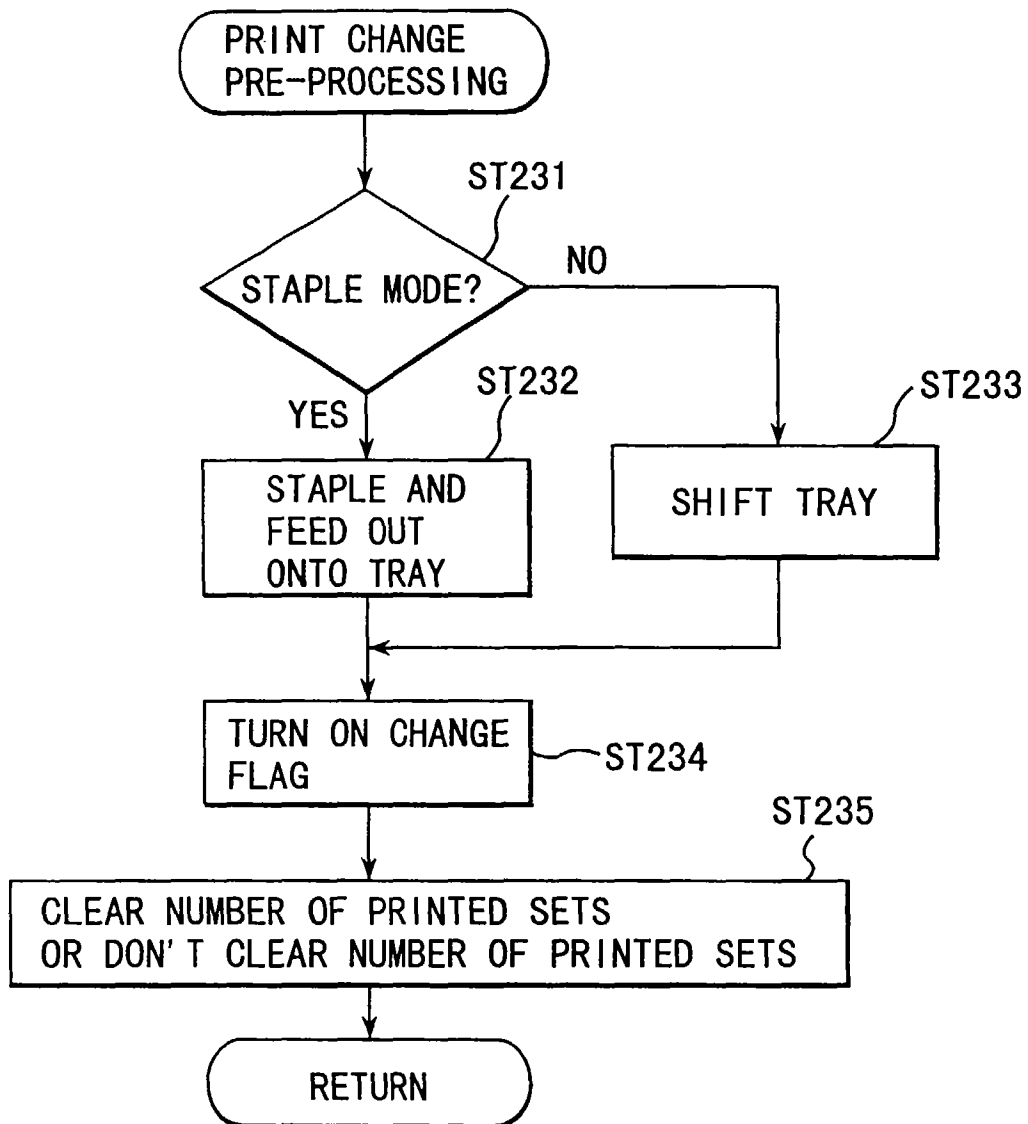 PRINT CHANGE
PRE-PROCESSING
ST231
STAPLE MODE?
NO
YES
ST232
STAPLE AND
FEED OUT
ONTO TRAY
ST233
SHIFT TRAY
TURN ON CHANGE
FLAG
ST234
ST235
CLEAR NUMBER OF PRINTED SETS
OR DON'T CLEAR NUMBER OF PRINTED SETS
RETURN